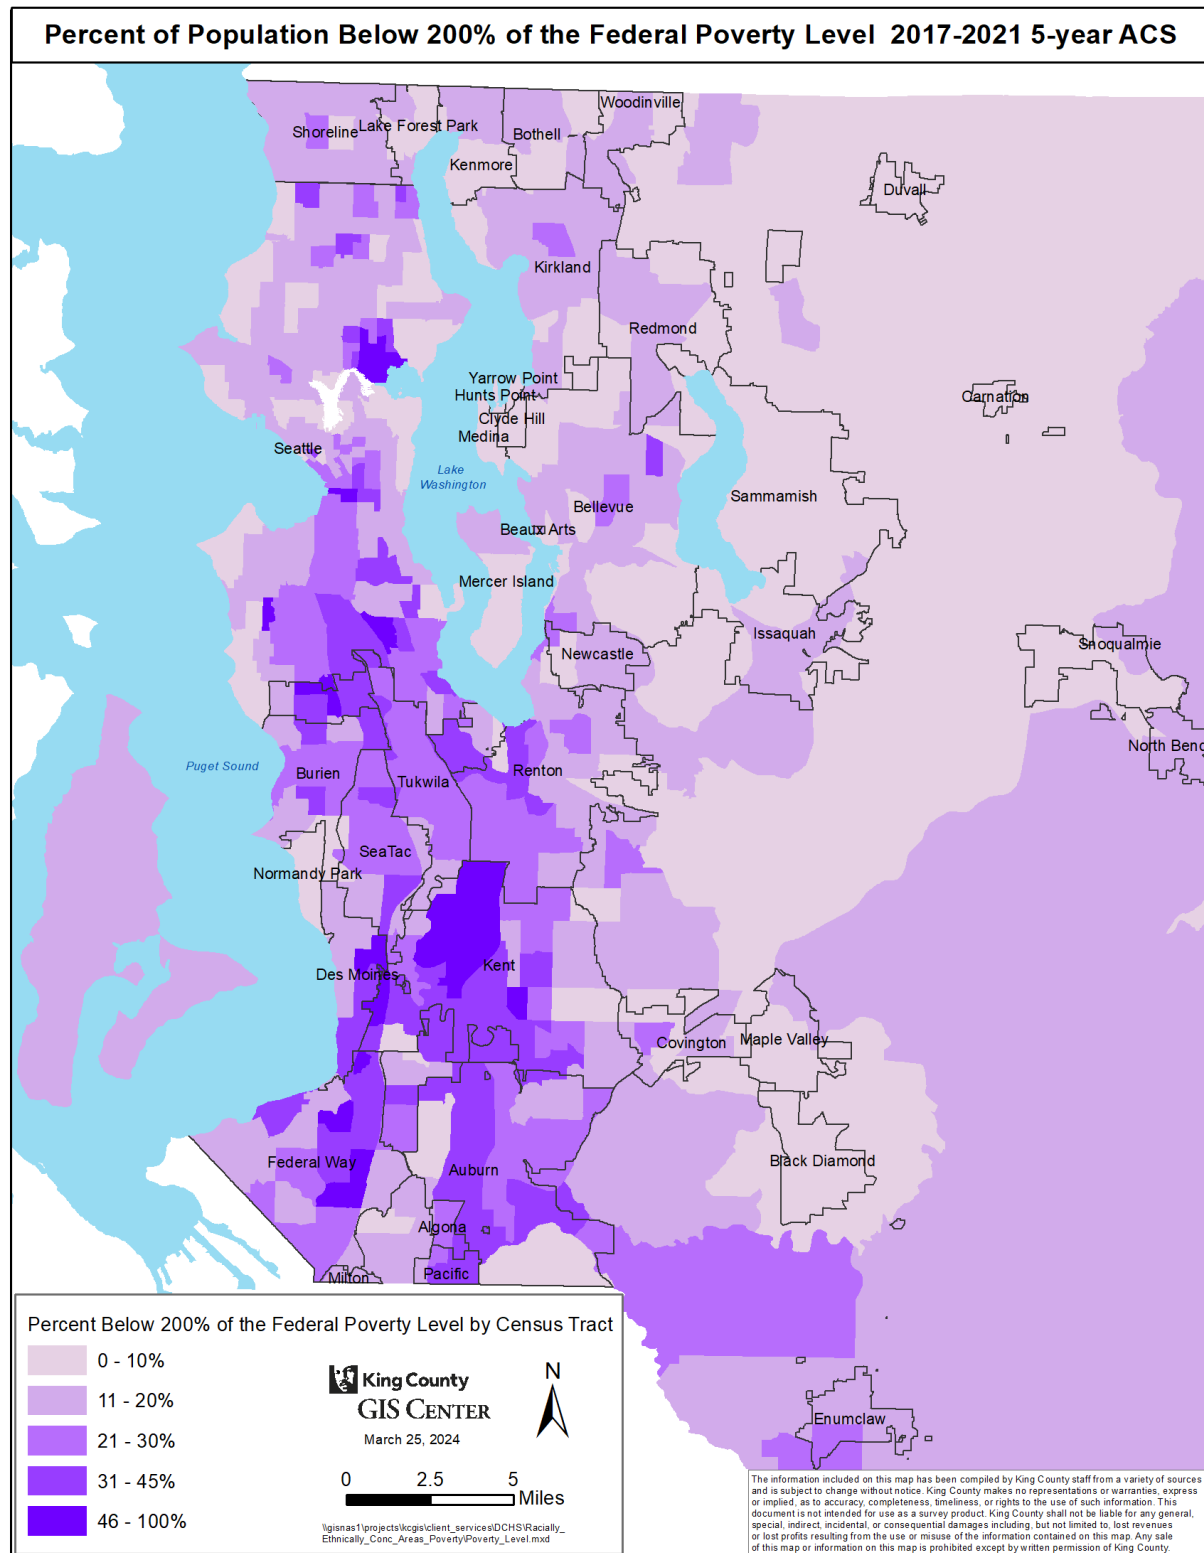 Percent of Population Below 200% of the Federal Poverty Level 2017-2021 5-year ACS
Woodinville
Shoreline
Lake Forest Park
Bothell
Kenmore
Duvall
Kirkland
Redmond
Yarrow Point
Hunts Point
Carnation
Clyde Hill
Medina
Seattle
Lake
Washington
Sammamish
Bellevue
Beaux Arts
Mercer Island
Issaquah
Newcastle
Snoqualmie
North Bend
Puget Sound
Burien
Tukwila
Renton
SeaTac
Normandy Park
Des Moines
Kent
Covington
Maple Valley
Federal Way
Auburn
Black Diamond
Algona
Milton
Pacific
Enumclaw
Percent Below 200% of the Federal Poverty Level by Census Tract
0 - 10%
11 - 20%
21 - 30%
31 - 45%
46 - 100%
King County
GIS CENTER
March 25, 2024
N
0 2.5 5
Miles
\\gisnas1\projects\kcgis\client_services\DCHS\Racially_
Ethnically_Conc_Areas_Poverty\Poverty_Level.mxd
The information included on this map has been compiled by King County staff from a variety of sources
and is subject to change without notice. King County makes no representations or warranties, express
or implied, as to accuracy, completeness, timeliness, or rights to the use of such information. This
document is not intended for use as a survey product. King County shall not be liable for any general,
special, indirect, incidental, or consequential damages including, but not limited to, lost revenues
or lost profits resulting from the use or misuse of the information contained on this map. Any sale
of this map or information on this map is prohibited except by written permission of King County.